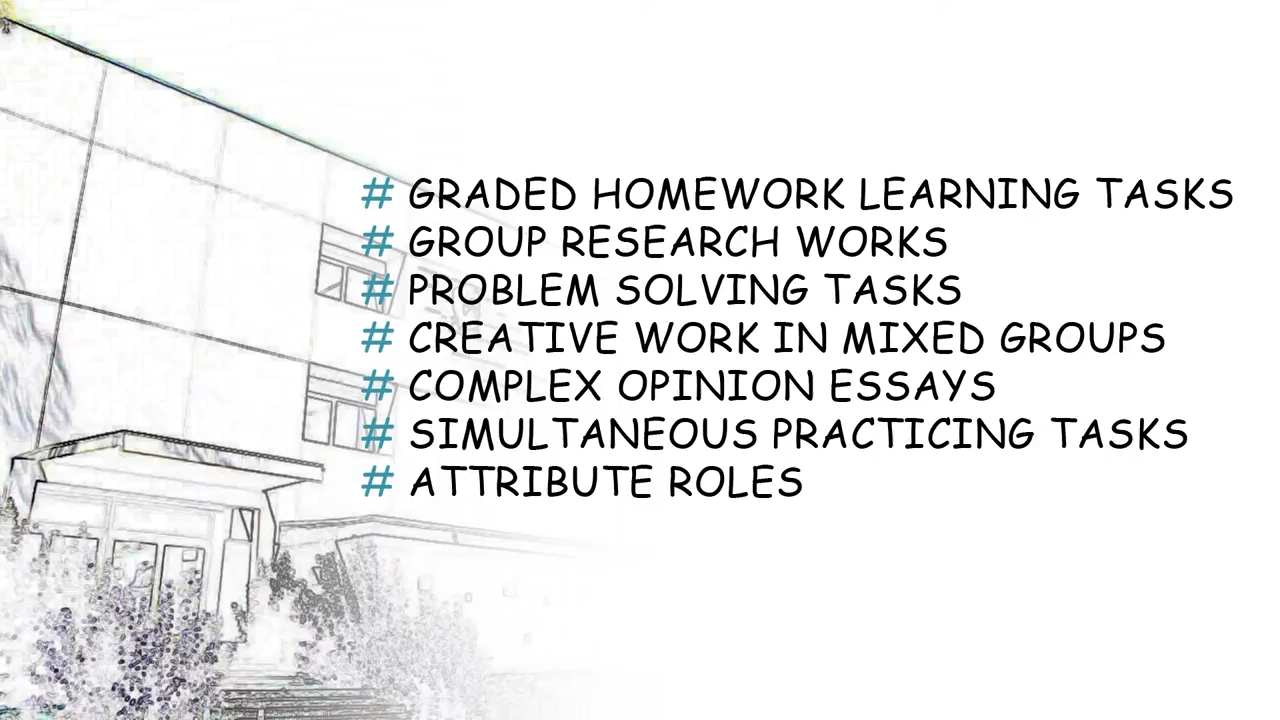 # GRADED HOMEWORK LEARNING TASKS
# GROUP RESEARCH WORKS
# PROBLEM SOLVING TASKS
# CREATIVE WORK IN MIXED GROUPS
# COMPLEX OPINION ESSAYS
# SIMULTANEOUS PRACTICING TASKS
# ATTRIBUTE ROLES